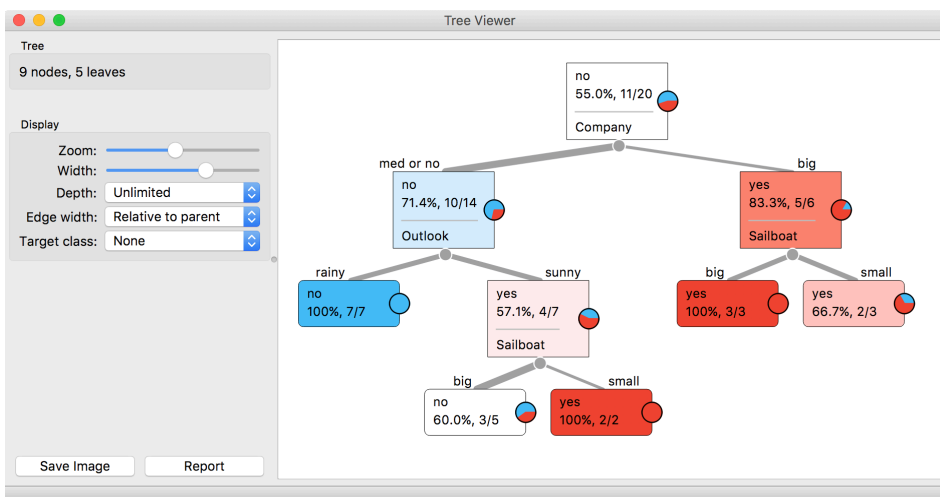 Tree Viewer
Tree
9 nodes, 5 leaves
Display
Zoom:
Width:
Depth: Unlimited
Edge width: Relative to parent
Target class: None
Save Image Report
no
55.0%, 11/20
Company
med or no big
no
71.4%, 10/14
Outlook
yes
83.3%, 5/6
Sailboat
rainy sunny
big small
no
100%, 7/7
yes
57.1%, 4/7
Sailboat
yes
100%, 3/3
yes
66.7%, 2/3
big small
no
60.0%, 3/5
yes
100%, 2/2